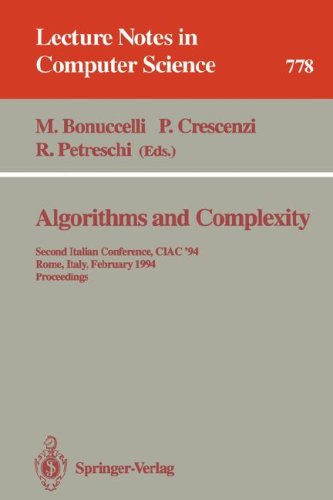 Lecture Notes in
Computer Science 778
M. Bonuccelli P. Crescenzi
R. Petreschi (Eds.)
Algorithms and Complexity
Second Italian Conference, CIAC '94
Rome, Italy, February 1994
Proceedings
Springer-Verlag